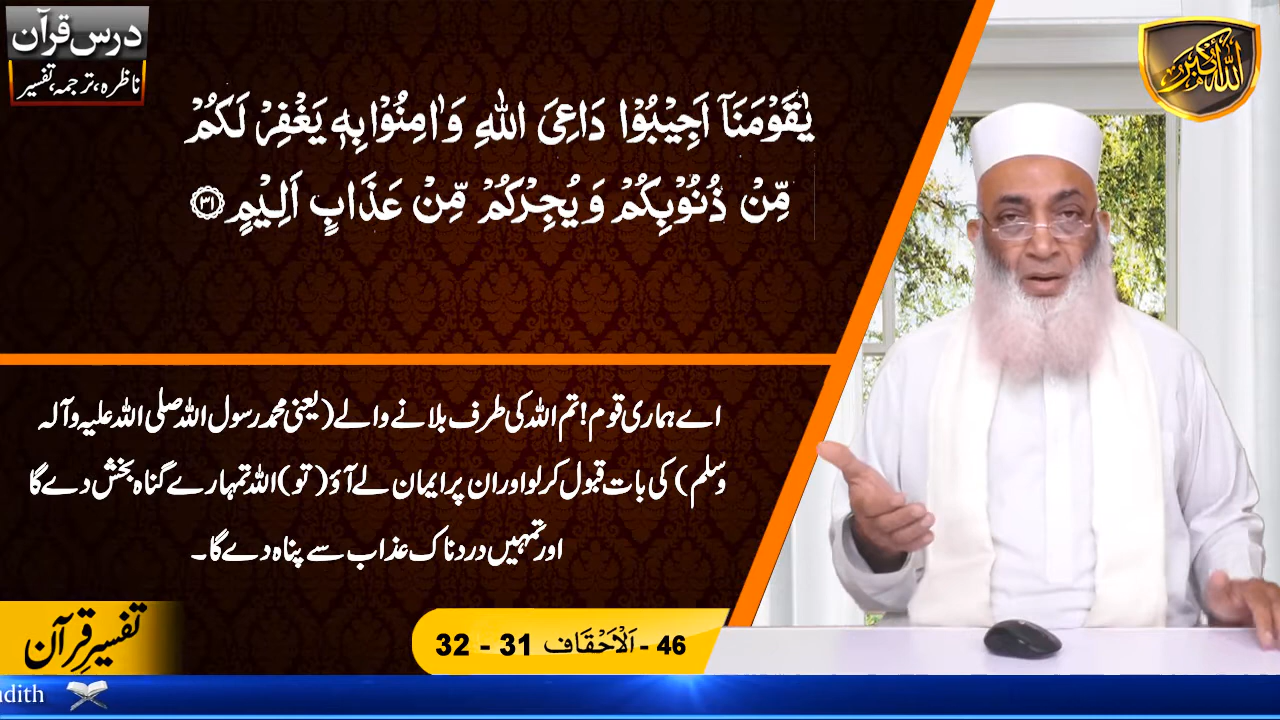 درس قرآن
ناظرہ، ترجمہ، تفسیر
اللہ اکبر
يٰقَوْمَنَآ اَجِيْبُوْا دَاعِيَ اللّٰهِ وَاٰمِنُوْا بِهٖ يَغْفِرْ لَكُمْ
مِّنْ ذُنُوْبِكُمْ وَيُجِرْكُمْ مِّنْ عَذَابٍ اَلِيْمٍ ۝۳۱
اے ہماری قوم! تم اللہ کی طرف بلانے والے (یعنی محمد رسول اللہ صلی اللہ علیہ وآلہ
وسلم) کی بات قبول کرلو اور ان پر ایمان لے آؤ (تو) اللہ تمہارے گناہ بخش دے گا
اور تمہیں دردناک عذاب سے پناہ دے گا۔
تفسیرِ قرآن
46 - اَلْاَحْقَاف 31 - 32
adith